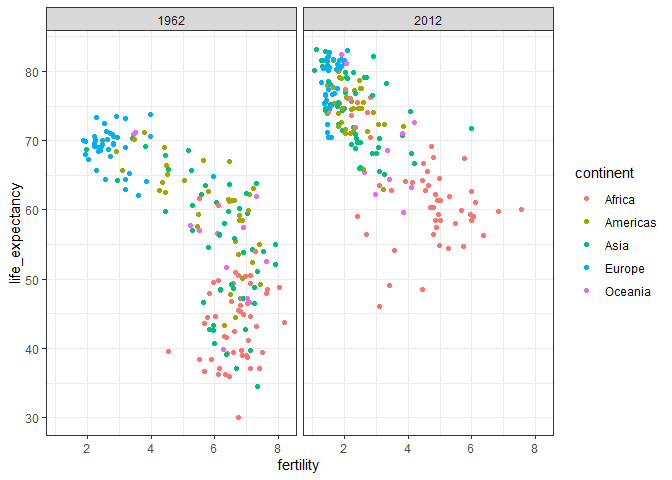 1962
2012
life_expectancy
80
70
60
50
40
30
2 4 6 8
2 4 6 8
fertility
continent
Africa
Americas
Asia
Europe
Oceania